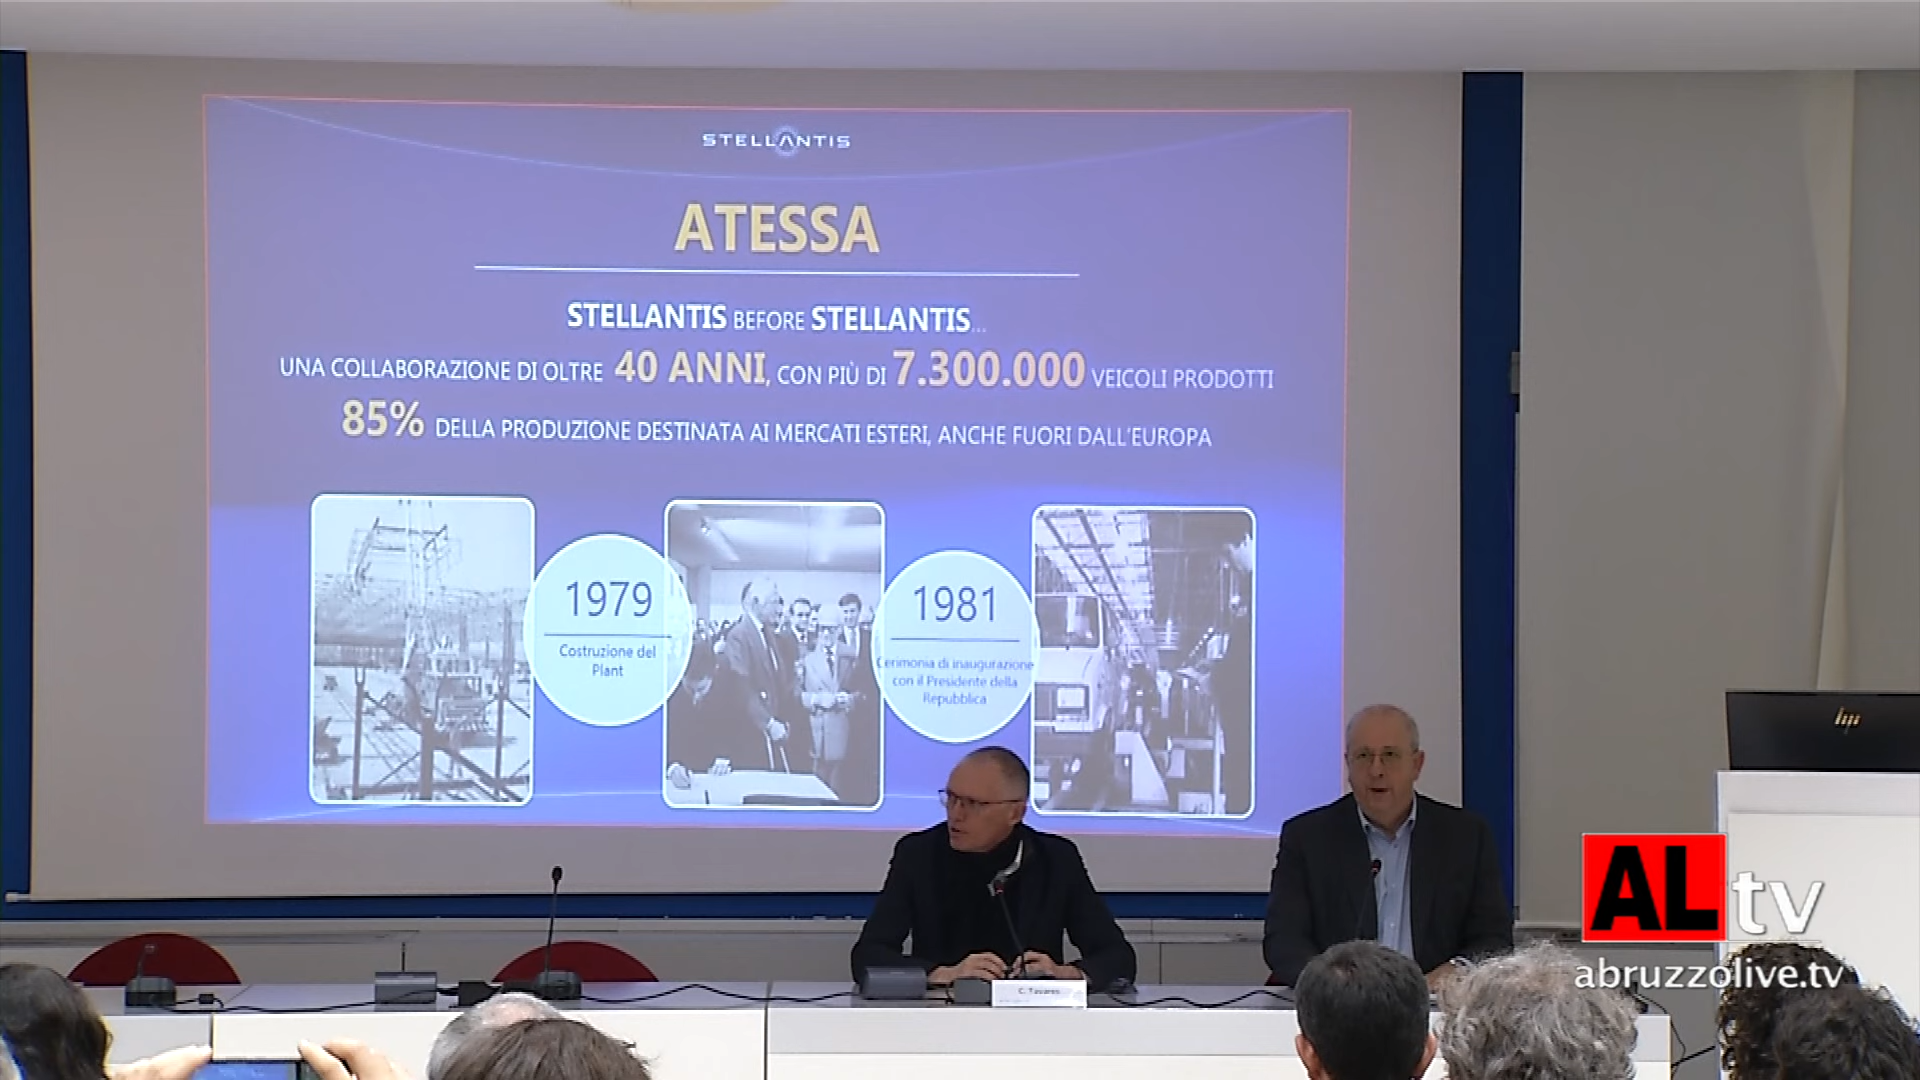 STELLANTIS
ATESSA
STELLANTIS BEFORE STELLANTIS...
UNA COLLABORAZIONE DI OLTRE 40 ANNI, CON PIÙ DI 7.300.000 VEICOLI PRODOTTI
85% DELLA PRODUZIONE DESTINATA AI MERCATI ESTERI, ANCHE FUORI DALL'EUROPA
1979
Costruzione del
Plant
1981
Cerimonia di inaugurazione
con il Presidente della
Repubblica
hp
C. Tavares
ALtv
abruzzolive.tv